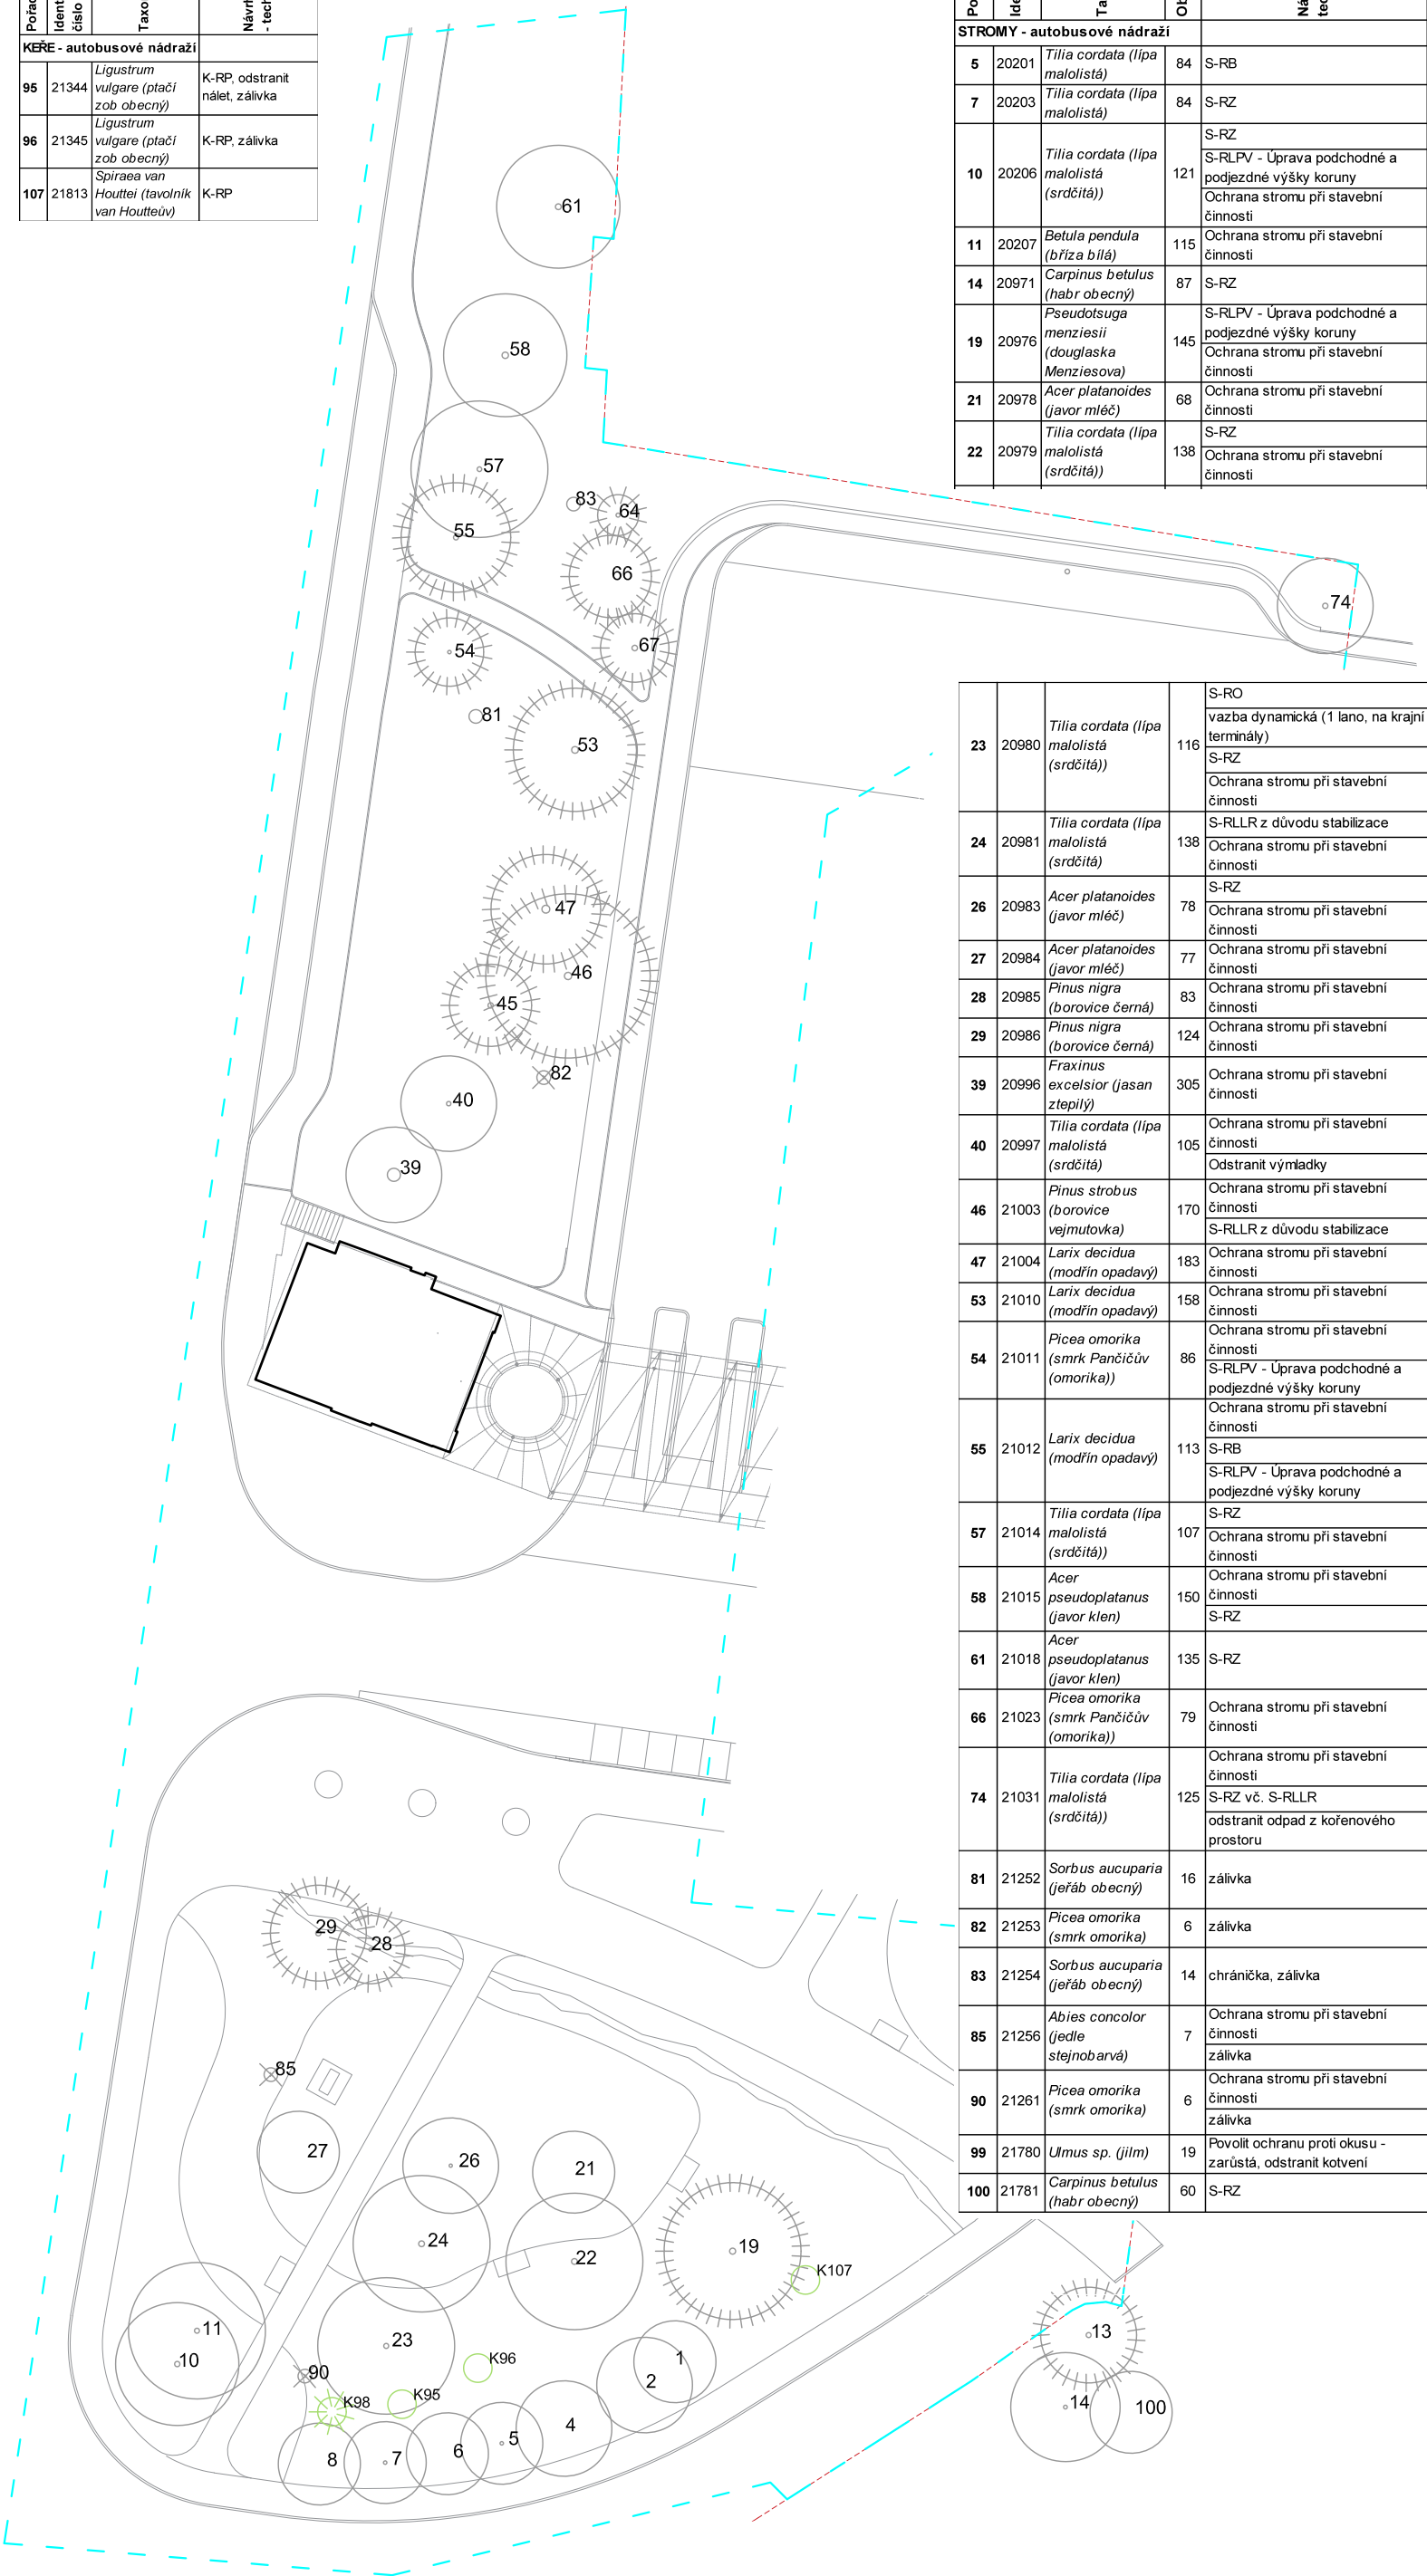 Pořad
Ident
číslo
Taxo
Návrh
- tech
KEŘE - autobusové nádraží
95 21344 Ligustrum vulgare (ptačí zob obecný) K-RP, odstranit nálet, zálivka
96 21345 Ligustrum vulgare (ptačí zob obecný) K-RP, zálivka
107 21813 Spiraea van Houttei (tavolník van Houtteův) K-RP
Po
Ide
Ta
Ob
Ná
tec
STROMY - autobusové nádraží
5 20201 Tilia cordata (lípa malolistá) 84 S-RB
7 20203 Tilia cordata (lípa malolistá) 84 S-RZ
10 20206 Tilia cordata (lípa malolistá (srdčitá)) 121 S-RZ
S-RLPV - Úprava podchodné a podjezdné výšky koruny
Ochrana stromu při stavební činnosti
11 20207 Betula pendula (bříza bílá) 115 Ochrana stromu při stavební činnosti
14 20971 Carpinus betulus (habr obecný) 87 S-RZ
19 20976 Pseudotsuga menziesii (douglaska Menziesova) 145 S-RLPV - Úprava podchodné a podjezdné výšky koruny
Ochrana stromu při stavební činnosti
21 20978 Acer platanoides (javor mléč) 68 Ochrana stromu při stavební činnosti
22 20979 Tilia cordata (lípa malolistá (srdčitá)) 138 S-RZ
Ochrana stromu při stavební činnosti
23 20980 Tilia cordata (lípa malolistá (srdčitá)) 116 S-RO
vazba dynamická (1 lano, na krajní terminály)
S-RZ
Ochrana stromu při stavební činnosti
24 20981 Tilia cordata (lípa malolistá (srdčitá) 138 S-RLLR z důvodu stabilizace
Ochrana stromu při stavební činnosti
26 20983 Acer platanoides (javor mléč) 78 S-RZ
Ochrana stromu při stavební činnosti
27 20984 Acer platanoides (javor mléč) 77 Ochrana stromu při stavební činnosti
28 20985 Pinus nigra (borovice černá) 83 Ochrana stromu při stavební činnosti
29 20986 Pinus nigra (borovice černá) 124 Ochrana stromu při stavební činnosti
39 20996 Fraxinus excelsior (jasan ztepilý) 305 Ochrana stromu při stavební činnosti
40 20997 Tilia cordata (lípa malolistá (srdčitá) 105 Ochrana stromu při stavební činnosti
Odstranit výmladky
46 21003 Pinus strobus (borovice vejmutovka) 170 Ochrana stromu při stavební činnosti
S-RLLR z důvodu stabilizace
47 21004 Larix decidua (modřín opadavý) 183 Ochrana stromu při stavební činnosti
53 21010 Larix decidua (modřín opadavý) 158 Ochrana stromu při stavební činnosti
54 21011 Picea omorika (smrk Pančičův (omorika)) 86 Ochrana stromu při stavební činnosti
S-RLPV - Úprava podchodné a podjezdné výšky koruny
55 21012 Larix decidua (modřín opadavý) 113 Ochrana stromu při stavební činnosti
S-RB
S-RLPV - Úprava podchodné a podjezdné výšky koruny
57 21014 Tilia cordata (lípa malolistá (srdčitá)) 107 S-RZ
Ochrana stromu při stavební činnosti
58 21015 Acer pseudoplatanus (javor klen) 150 Ochrana stromu při stavební činnosti
S-RZ
61 21018 Acer pseudoplatanus (javor klen) 135 S-RZ
66 21023 Picea omorika (smrk Pančičův (omorika)) 79 Ochrana stromu při stavební činnosti
74 21031 Tilia cordata (lípa malolistá (srdčitá)) 125 Ochrana stromu při stavební činnosti
S-RZ vč. S-RLLR
odstranit odpad z kořenového prostoru
81 21252 Sorbus aucuparia (jeřáb obecný) 16 zálivka
82 21253 Picea omorika (smrk omorika) 6 zálivka
83 21254 Sorbus aucuparia (jeřáb obecný) 14 chránička, zálivka
85 21256 Abies concolor (jedle stejnobarvá) 7 Ochrana stromu při stavební činnosti
zálivka
90 21261 Picea omorika (smrk omorika) 6 Ochrana stromu při stavební činnosti
zálivka
99 21780 Ulmus sp. (jilm) 19 Povolit ochranu proti okusu - zarůstá, odstranit kotvení
100 21781 Carpinus betulus (habr obecný) 60 S-RZ
61
58
57
83
64
55
66
74
67
54
81
53
47
46
45
82
40
39
29
28
85
27
26
21
24
22
19
K107
11
10
23
K96
1
2
90
K98
K95
8
7
6
5
4
13
14
100